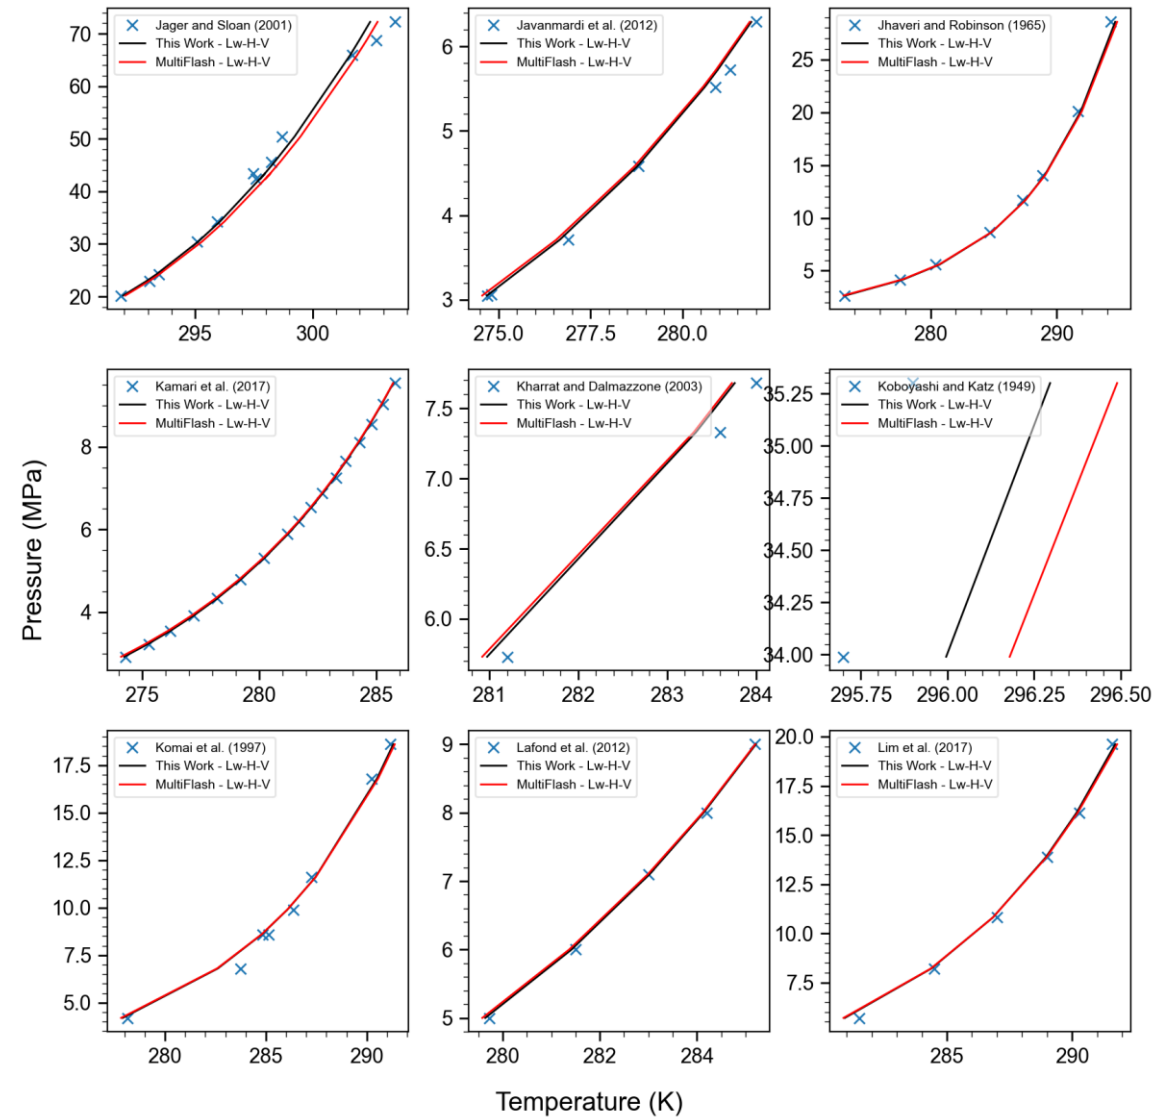 Jager and Sloan (2001)
This Work - Lw-H-V
MultiFlash - Lw-H-V
70
60
50
40
30
20
295
300
Javanmardi et al. (2012)
This Work - Lw-H-V
MultiFlash - Lw-H-V
6
5
4
3
275.0
277.5
280.0
Jhaveri and Robinson (1965)
This Work - Lw-H-V
MultiFlash - Lw-H-V
25
20
15
10
5
280
290
Pressure (MPa)
Kamari et al. (2017)
This Work - Lw-H-V
MultiFlash - Lw-H-V
8
6
4
275
280
285
Kharrat and Dalmazzone (2003)
This Work - Lw-H-V
MultiFlash - Lw-H-V
7.5
7.0
6.5
6.0
281
282
283
284
Koboyashi and Katz (1949)
This Work - Lw-H-V
MultiFlash - Lw-H-V
35.25
35.00
34.75
34.50
34.25
34.00
295.75
296.00
296.25
296.50
Komai et al. (1997)
This Work - Lw-H-V
MultiFlash - Lw-H-V
17.5
15.0
12.5
10.0
7.5
5.0
280
285
290
Lafond et al. (2012)
This Work - Lw-H-V
MultiFlash - Lw-H-V
9
8
7
6
5
280
282
284
Lim et al. (2017)
This Work - Lw-H-V
MultiFlash - Lw-H-V
20.0
17.5
15.0
12.5
10.0
7.5
285
290
Temperature (K)